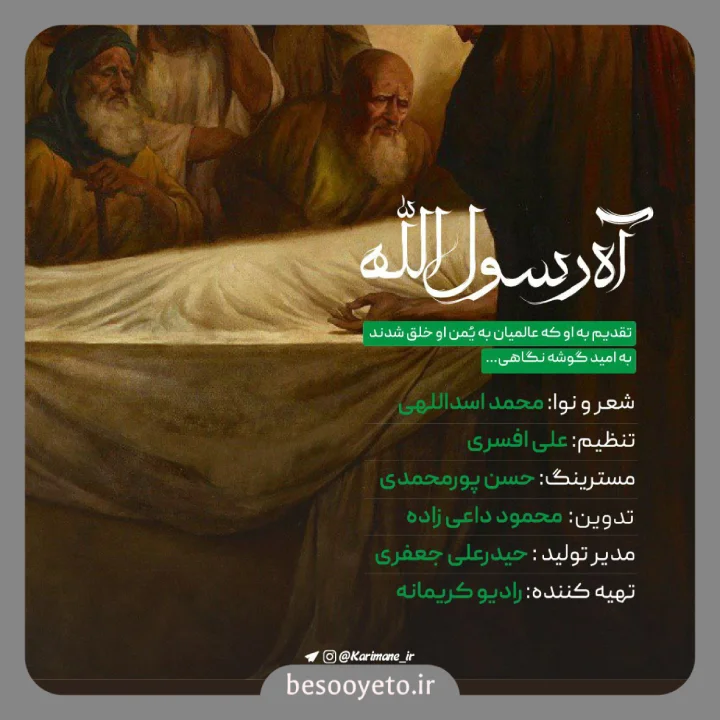 آه رسول الله
تقدیم به او که عالمیان به یُمن او خلق شدند
به امید گوشه نگاهی...
شعر و نوا: محمد اسداللهی
تنظیم: علی افسری
مسترینگ: حسن پورمحمدی
تدوین: محمود داعی زاده
مدیر تولید : حیدرعلی جعفری
تهیه کننده: رادیو کریمانه
@Karimane_ir
besooyeto.ir